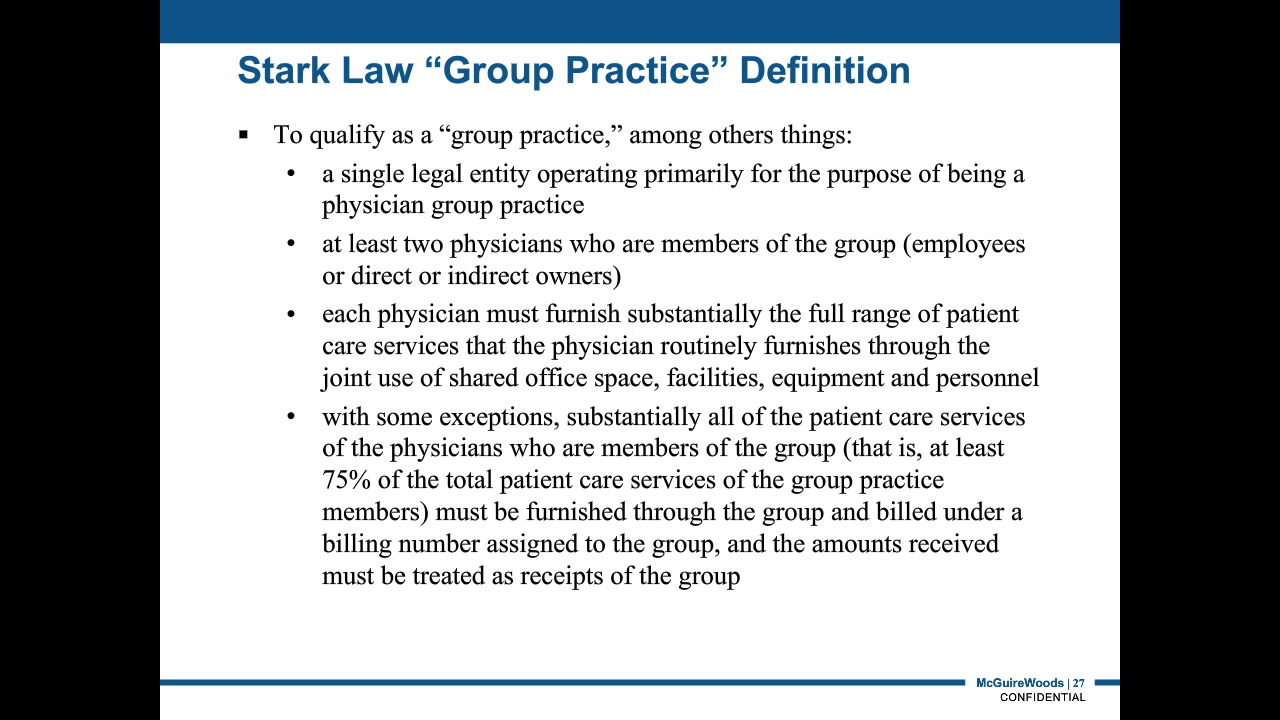 Stark Law “Group Practice” Definition
▪ To qualify as a “group practice,” among others things:
• a single legal entity operating primarily for the purpose of being a
physician group practice
• at least two physicians who are members of the group (employees
or direct or indirect owners)
• each physician must furnish substantially the full range of patient
care services that the physician routinely furnishes through the
joint use of shared office space, facilities, equipment and personnel
• with some exceptions, substantially all of the patient care services
of the physicians who are members of the group (that is, at least
75% of the total patient care services of the group practice
members) must be furnished through the group and billed under a
billing number assigned to the group, and the amounts received
must be treated as receipts of the group
McGuireWoods | 27
CONFIDENTIAL